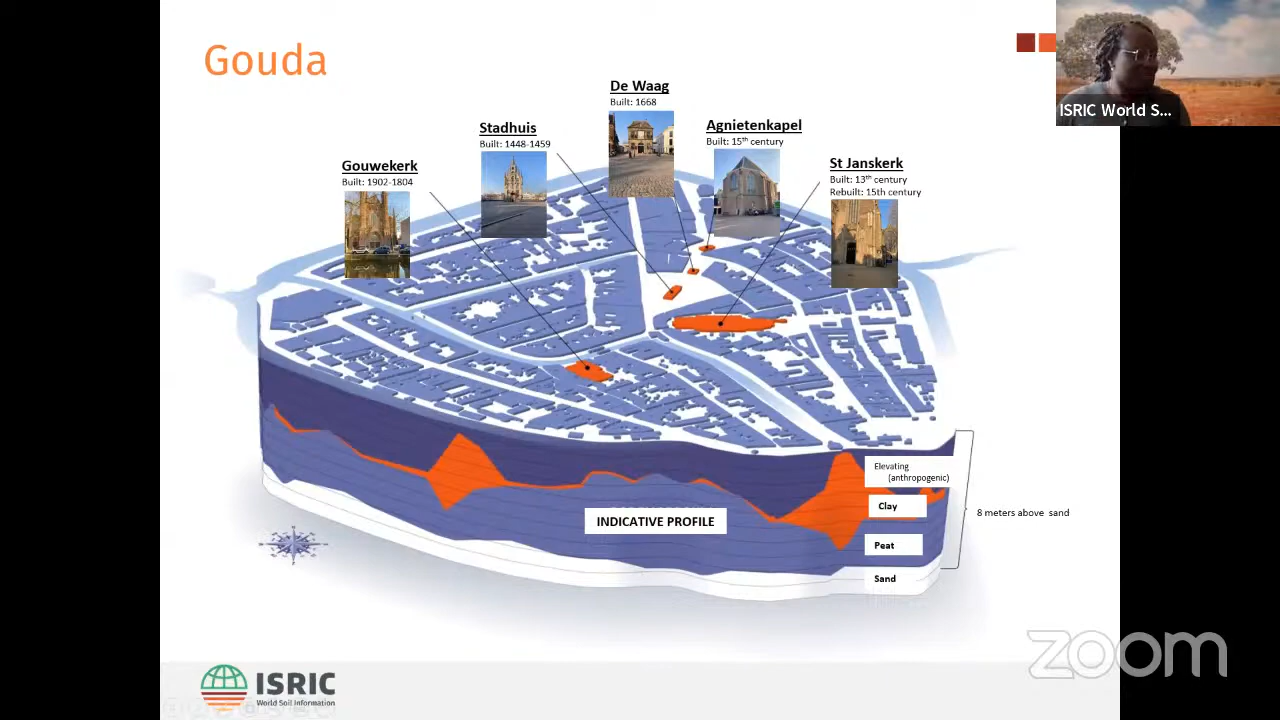 Gouda
ISRIC World S...
De Waag
Built: 1668
Stadhuis
Built: 1448-1459
Agnietenkapel
Built: 15th century
Gouwekerk
Built: 1902-1804
St Janskerk
Built: 13th century
Rebuilt: 15th century
Elevating
(anthropogenic)
Clay
8 meters above sand
INDICATIVE PROFILE
Peat
Sand
zoom
ISRIC
World Soil Information